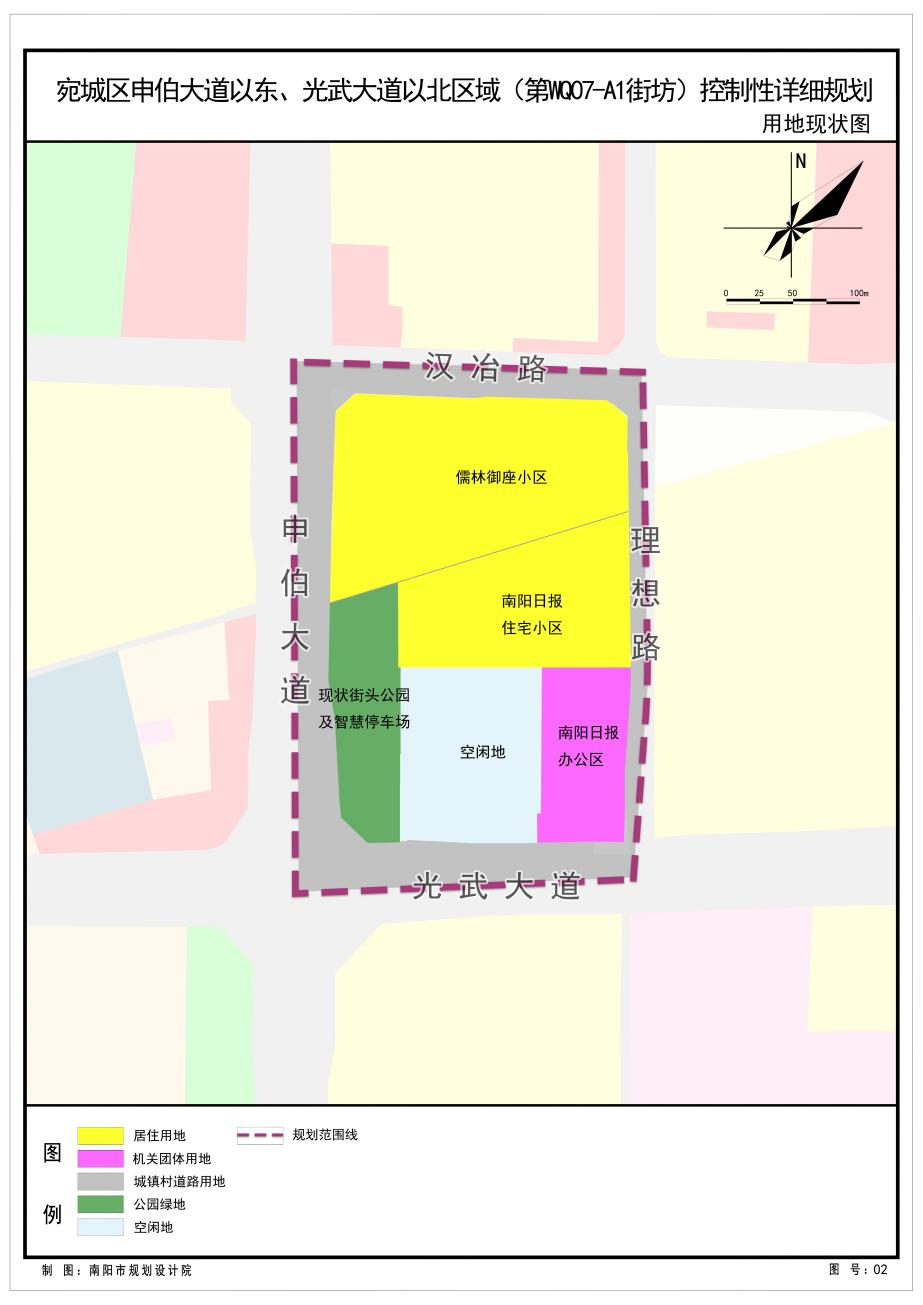 宛城区申伯大道以东、光武大道以北区域（第WQ07-A1街坊）控制性详细规划
用地现状图
N
0 25 50 100m
汉冶路
儒林御座小区
申伯大道
理想路
南阳日报
住宅小区
现状街头公园
及智慧停车场
空闲地
南阳日报
办公区
光武大道
图例
居住用地
规划范围线
机关团体用地
城镇村道路用地
公园绿地
空闲地
制 图：南阳市规划设计院
图 号：02